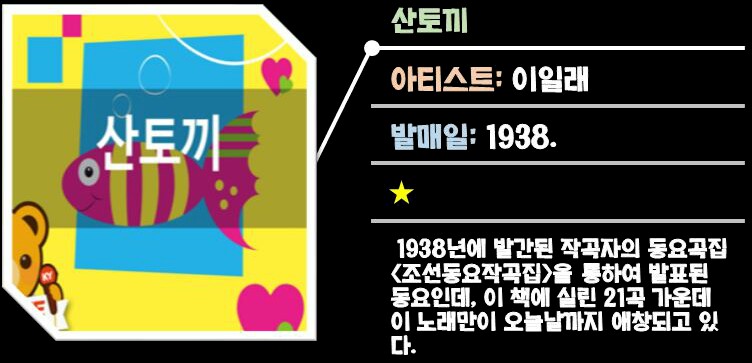 산토끼
산토끼
아티스트: 이일래
발매일: 1938.
★
1938년에 발간된 작곡자의 동요곡집
<조선동요작곡집>을 통하여 발표된
동요인데, 이 책에 실린 21곡 가운데
이 노래만이 오늘날까지 애창되고 있
다.
KY